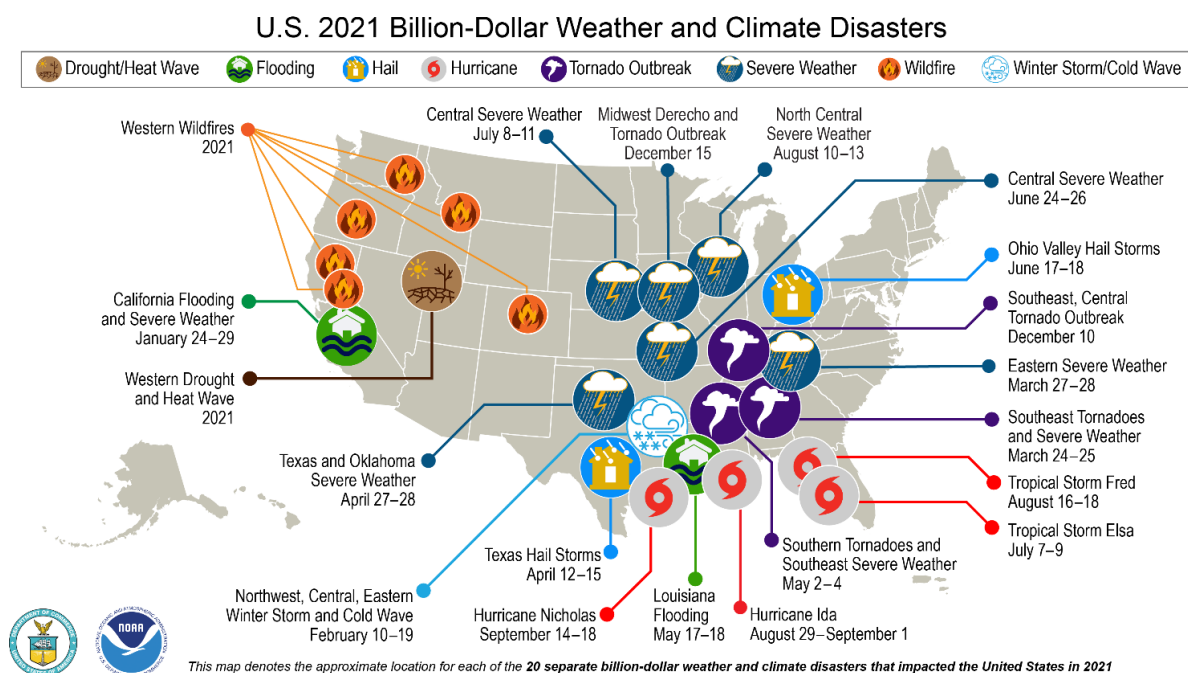 U.S. 2021 Billion-Dollar Weather and Climate Disasters
Drought/Heat Wave
Flooding
Hail
Hurricane
Tornado Outbreak
Severe Weather
Wildfire
Winter Storm/Cold Wave
Western Wildfires
2021
Central Severe Weather
July 8–11
Midwest Derecho and
Tornado Outbreak
December 15
North Central
Severe Weather
August 10–13
Central Severe Weather
June 24–26
Ohio Valley Hail Storms
June 17–18
California Flooding
and Severe Weather
January 24–29
Southeast, Central
Tornado Outbreak
December 10
Western Drought
and Heat Wave
2021
Eastern Severe Weather
March 27–28
Southeast Tornadoes
and Severe Weather
March 24–25
Texas and Oklahoma
Severe Weather
April 27–28
Tropical Storm Fred
August 16–18
Tropical Storm Elsa
July 7–9
Texas Hail Storms
April 12–15
Southern Tornadoes and
Southeast Severe Weather
May 2–4
Northwest, Central, Eastern
Winter Storm and Cold Wave
February 10–19
Hurricane Nicholas
September 14–18
Louisiana
Flooding
May 17–18
Hurricane Ida
August 29–September 1
NOAA
This map denotes the approximate location for each of the 20 separate billion-dollar weather and climate disasters that impacted the United States in 2021